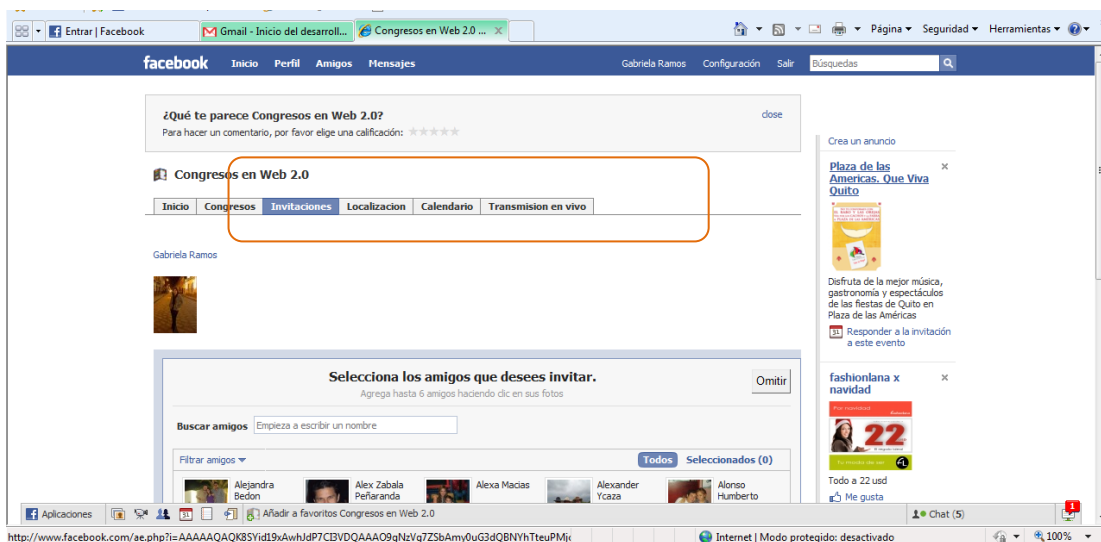 Entrar | Facebook
Gmail - Inicio del desarroll...
Congresos en Web 2.0 ...
Página
Seguridad
Herramientas
facebook
Inicio
Perfil
Amigos
Mensajes
Gabriela Ramos
Configuración
Salir
Búsquedas
¿Qué te parece Congresos en Web 2.0?
close
Para hacer un comentario, por favor elige una calificación:
Crea un anuncio
Congresos en Web 2.0
Inicio
Congresos
Invitaciones
Localizacion
Calendario
Transmision en vivo
Gabriela Ramos
Plaza de las
Americas. Que Viva
Quito
Disfruta de la mejor música,
gastronomía y espectáculos
de las fiestas de Quito en
Plaza de las Américas
31
Responder a la invitación
a este evento
Selecciona los amigos que desees invitar.
Agrega hasta 6 amigos haciendo clic en sus fotos
Omitir
Buscar amigos
Empieza a escribir un nombre
Filtrar amigos
Todos
Seleccionados (0)
Alejandra
Bedon
Alex Zabala
Peñaranda
Alexa Macias
Alexander
Ycaza
Alonso
Humberto
fashionlana x
navidad
22
Todo a 22 usd
Me gusta
Aplicaciones
31
Añadir a favoritos Congresos en Web 2.0
Chat (5)
1
Internet | Modo protegido: desactivado
100%